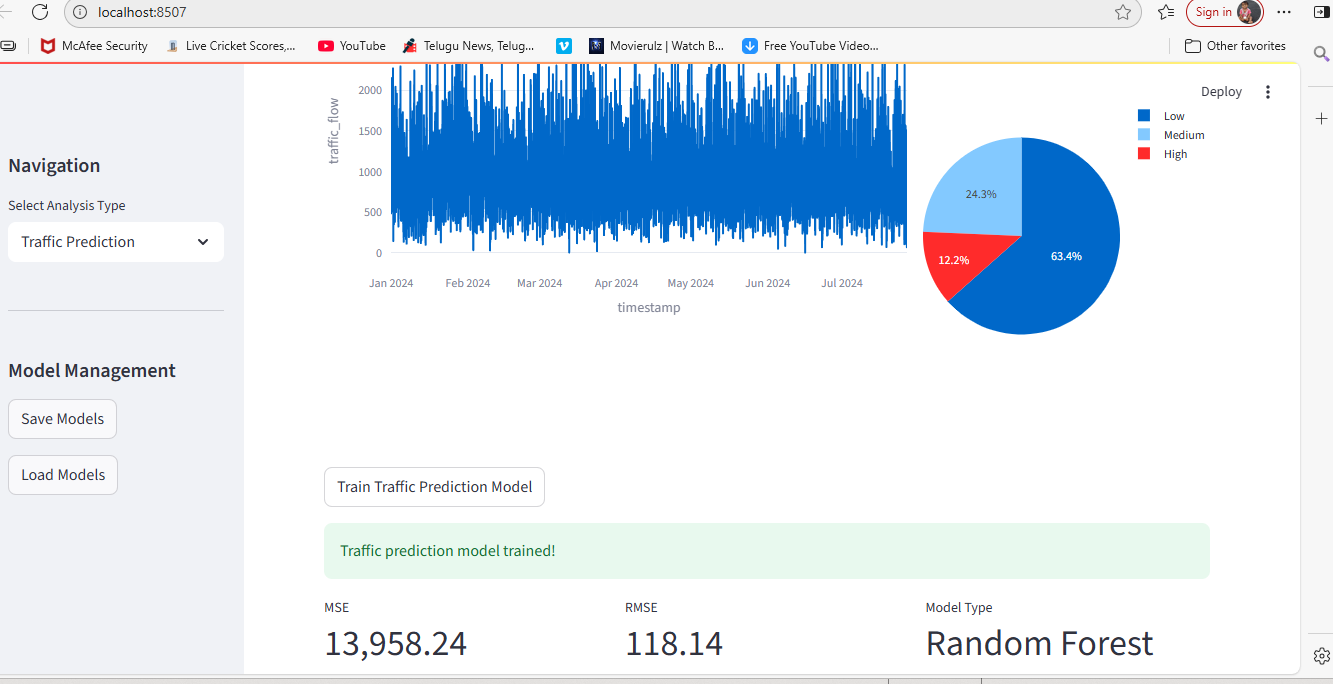 localhost:8507
Sign in
McAfee Security
Live Cricket Scores,...
YouTube
Telugu News, Telug...
Movierulz | Watch B...
Free YouTube Video...
Other favorites
Deploy
Navigation
Select Analysis Type
Traffic Prediction
Model Management
Save Models
Load Models
traffic_flow
2000
1500
1000
500
0
Jan 2024 Feb 2024 Mar 2024 Apr 2024 May 2024 Jun 2024 Jul 2024
timestamp
Low
Medium
High
24.3%
12.2%
63.4%
Train Traffic Prediction Model
Traffic prediction model trained!
MSE
13,958.24
RMSE
118.14
Model Type
Random Forest